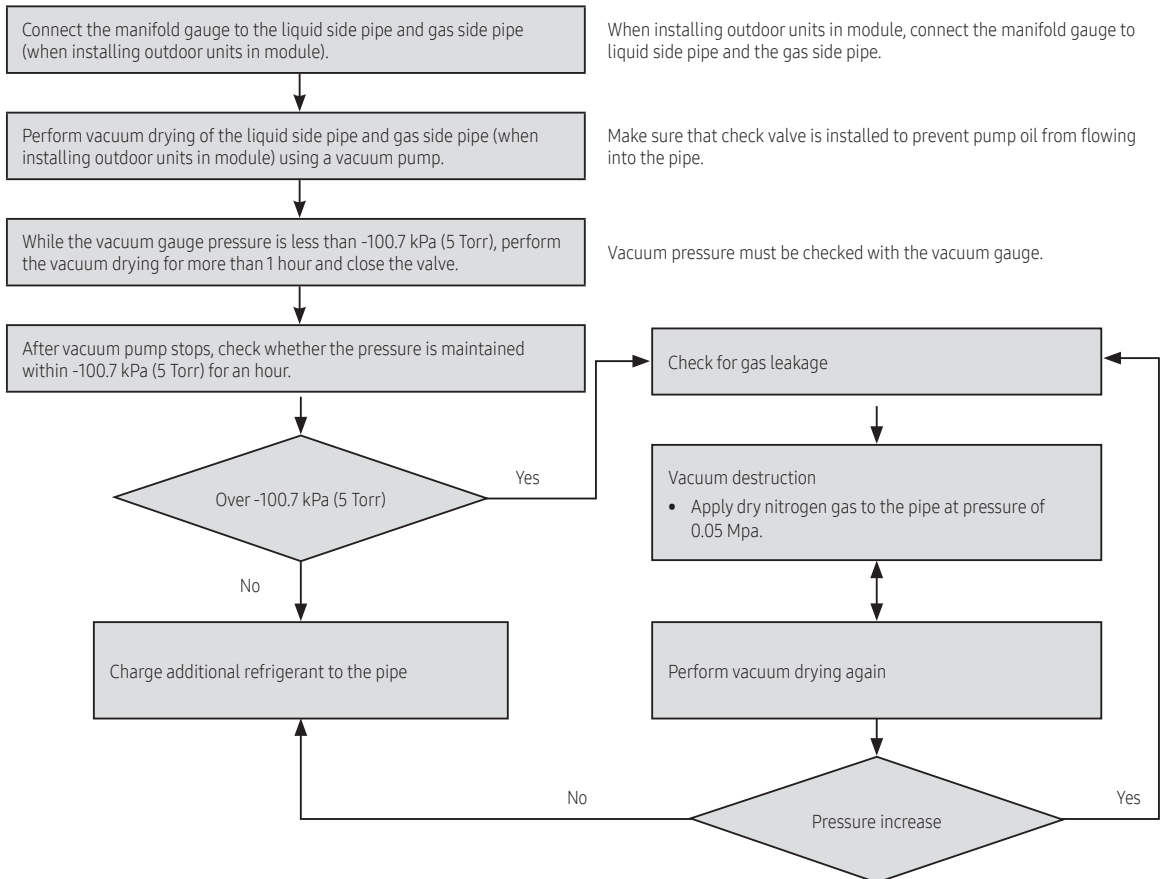 Connect the manifold gauge to the liquid side pipe and gas side pipe
(when installing outdoor units in module).
When installing outdoor units in module, connect the manifold gauge to
liquid side pipe and the gas side pipe.
Perform vacuum drying of the liquid side pipe and gas side pipe (when
installing outdoor units in module) using a vacuum pump.
Make sure that check valve is installed to prevent pump oil from flowing
into the pipe.
While the vacuum gauge pressure is less than -100.7 kPa (5 Torr), perform
the vacuum drying for more than 1 hour and close the valve.
Vacuum pressure must be checked with the vacuum gauge.
After vacuum pump stops, check whether the pressure is maintained
within -100.7 kPa (5 Torr) for an hour.
Check for gas leakage
Over -100.7 kPa (5 Torr)
Yes
No
Vacuum destruction
• Apply dry nitrogen gas to the pipe at pressure of
0.05 Mpa.
Charge additional refrigerant to the pipe
Perform vacuum drying again
No
Yes
Pressure increase